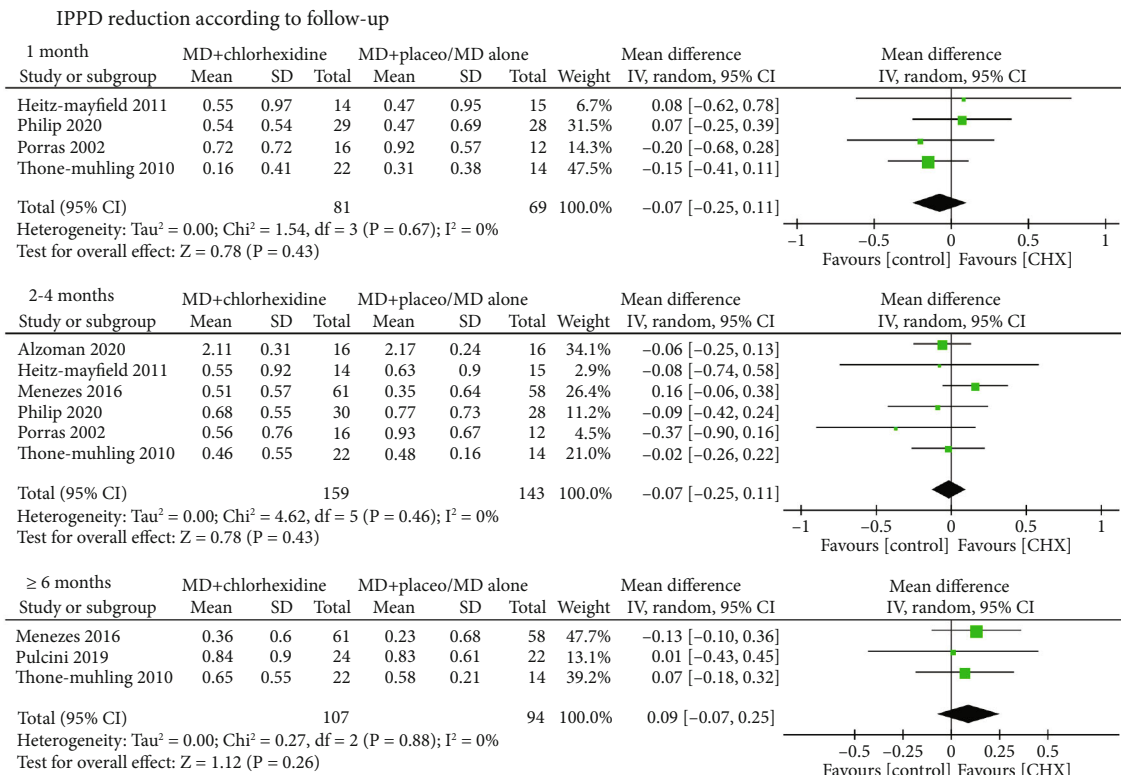 IPPD reduction according to follow-up
1 month MD+chlorhexidine MD+placeo/MD alone Mean difference Mean difference
Study or subgroup Mean SD Total Mean SD Total Weight IV, random, 95% CI IV, random, 95% CI
Heitz-mayfield 2011 0.55 0.97 14 0.47 0.95 15 6.7% 0.08 [−0.62, 0.78]
Philip 2020 0.54 0.54 29 0.47 0.69 28 31.5% 0.07 [−0.25, 0.39]
Porras 2002 0.72 0.72 16 0.92 0.57 12 14.3% −0.20 [−0.68, 0.28]
Thone-muhling 2010 0.16 0.41 22 0.31 0.38 14 47.5% −0.15 [−0.41, 0.11]
Total (95% CI) 81 69 100.0% −0.07 [−0.25, 0.11]
Heterogeneity: Tau² = 0.00; Chi² = 1.54, df = 3 (P = 0.67); I² = 0%
Test for overall effect: Z = 0.78 (P = 0.43)
−1 −0.5 0 0.5 1
Favours [control] Favours [CHX]
2-4 months MD+chlorhexidine MD+placeo/MD alone Mean difference Mean difference
Study or subgroup Mean SD Total Mean SD Total Weight IV, random, 95% CI IV, random, 95% CI
Alzoman 2020 2.11 0.31 16 2.17 0.24 16 34.1% −0.06 [−0.25, 0.13]
Heitz-mayfield 2011 0.55 0.92 14 0.63 0.9 15 2.9% −0.08 [−0.74, 0.58]
Menezes 2016 0.51 0.57 61 0.35 0.64 58 26.4% 0.16 [−0.06, 0.38]
Philip 2020 0.68 0.55 30 0.77 0.73 28 11.2% −0.09 [−0.42, 0.24]
Porras 2002 0.56 0.76 16 0.93 0.67 12 4.5% −0.37 [−0.90, 0.16]
Thone-muhling 2010 0.46 0.55 22 0.48 0.16 14 21.0% −0.02 [−0.26, 0.22]
Total (95% CI) 159 143 100.0% −0.07 [−0.25, 0.11]
Heterogeneity: Tau² = 0.00; Chi² = 4.62, df = 5 (P = 0.46); I² = 0%
Test for overall effect: Z = 0.78 (P = 0.43)
−1 −0.5 0 0.5 1
Favours [control] Favours [CHX]
≥ 6 months MD+chlorhexidine MD+placeo/MD alone Mean difference Mean difference
Study or subgroup Mean SD Total Mean SD Total Weight IV, random, 95% CI IV, random, 95% CI
Menezes 2016 0.36 0.6 61 0.23 0.68 58 47.7% −0.13 [−0.10, 0.36]
Pulcini 2019 0.84 0.9 24 0.83 0.61 22 13.1% 0.01 [−0.43, 0.45]
Thone-muhling 2010 0.65 0.55 22 0.58 0.21 14 39.2% 0.07 [−0.18, 0.32]
Total (95% CI) 107 94 100.0% 0.09 [−0.07, 0.25]
Heterogeneity: Tau² = 0.00; Chi² = 0.27, df = 2 (P = 0.88); I² = 0%
Test for overall effect: Z = 1.12 (P = 0.26)
−0.5 −0.25 0 0.25 0.5
Favours [control] Favours [CHX]